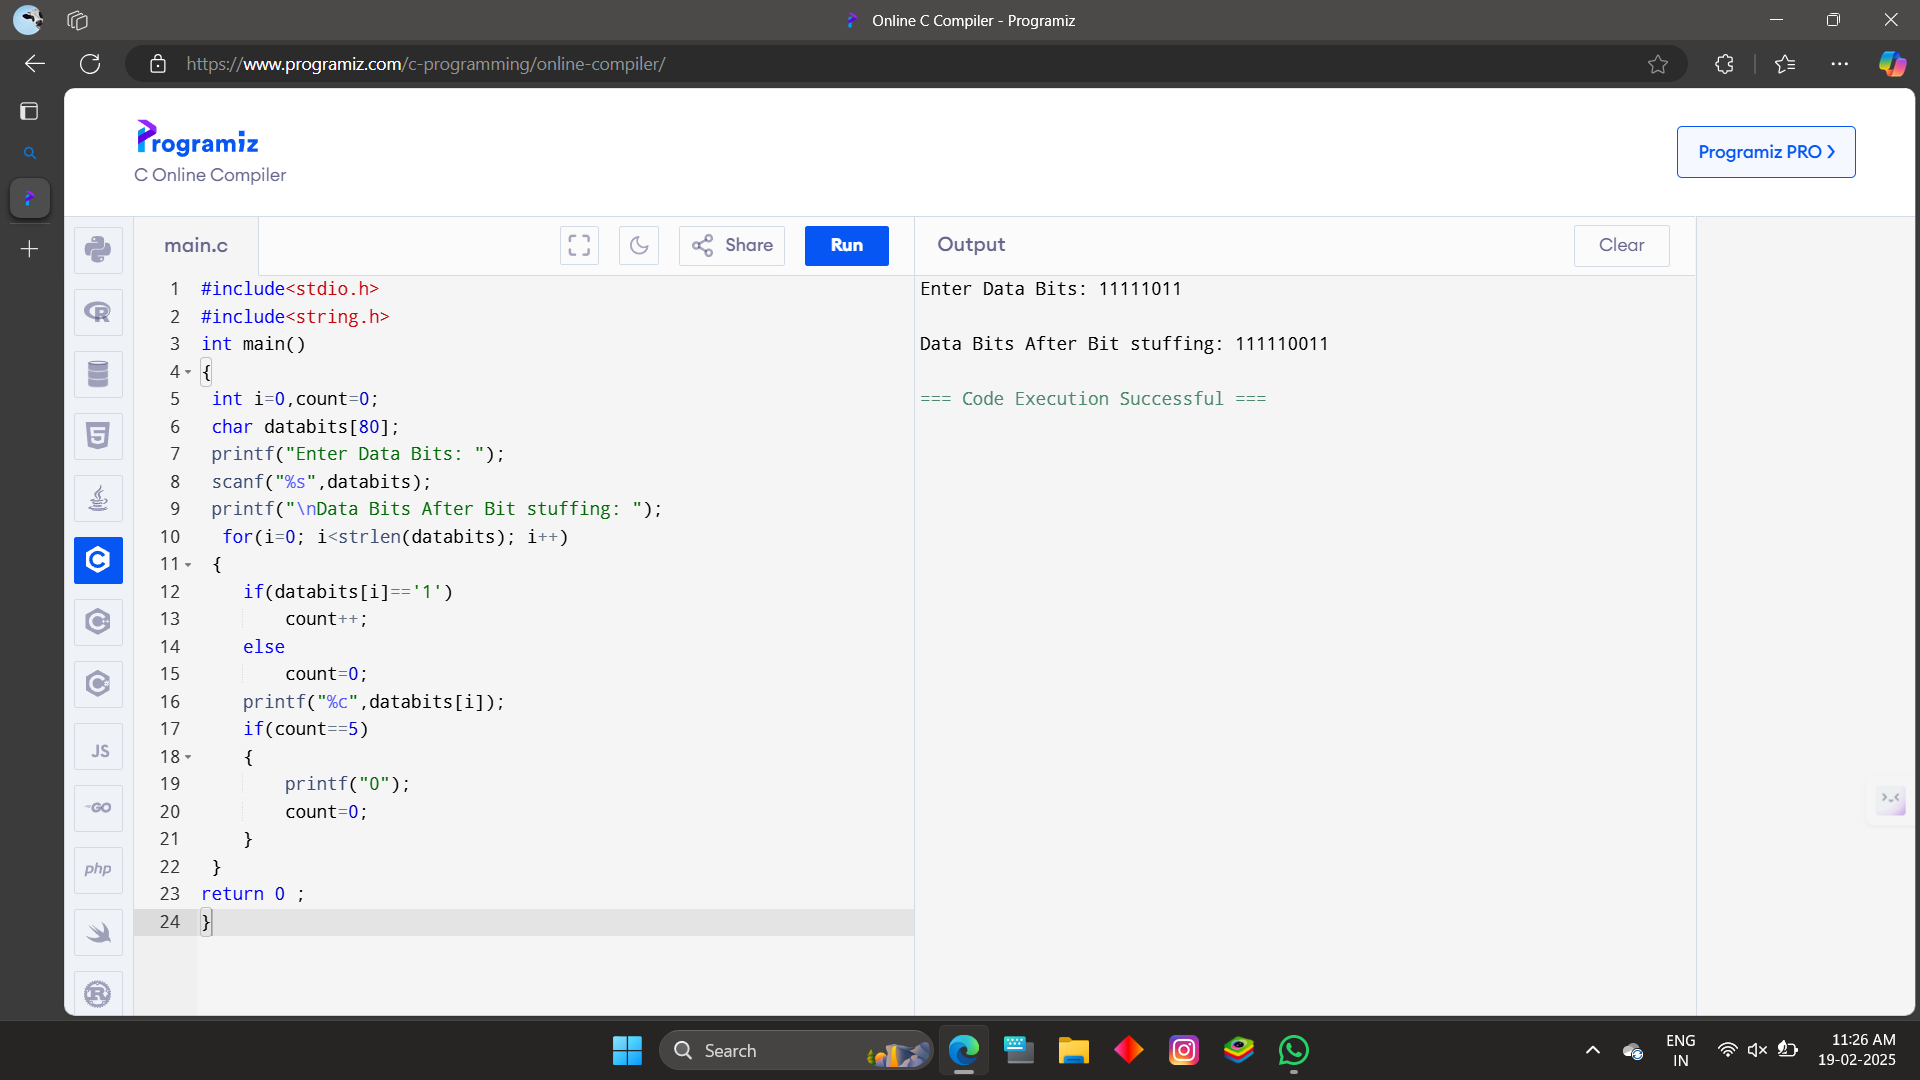 Online C Compiler - Programiz
https://www.programiz.com/c-programming/online-compiler/
Programiz
C Online Compiler
Programiz PRO
main.c
Share
Run
Output
Clear
1 #include<stdio.h>
2 #include<string.h>
3 int main()
4 {
5 int i=0,count=0;
6 char databits[80];
7 printf("Enter Data Bits: ");
8 scanf("%s",databits);
9 printf("\nData Bits After Bit stuffing: ");
10 for(i=0; i<strlen(databits); i++)
11 {
12 if(databits[i]=='1')
13 count++;
14 else
15 count=0;
16 printf("%c",databits[i]);
17 if(count==5)
18 {
19 printf("0");
20 count=0;
21 }
22 }
23 return 0 ;
24 }
Enter Data Bits: 11111011
Data Bits After Bit stuffing: 111110011
=== Code Execution Successful ===
JS
GO
php
Search
ENG
IN
11:26 AM
19-02-2025